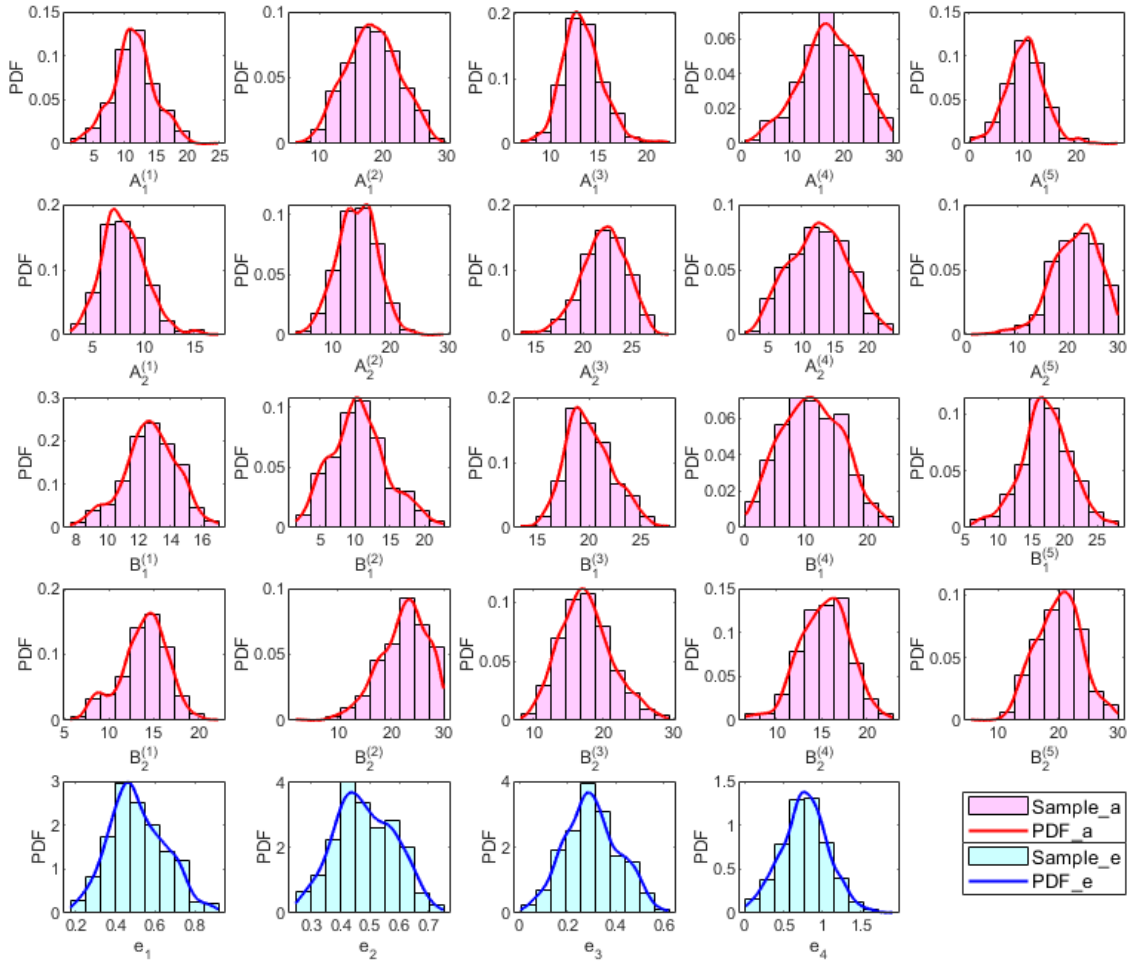 0.15 0.1 0.2 0.06 0.15
PDF PDF PDF PDF PDF
0.1 0.05 0.1 0.04 0.1
0.05 0.02 0.05
0 0 0 0 0
5 10 15 20 25 10 20 30 10 15 20 0 10 20 30 0 10 20
A₁⁽¹⁾ A₁⁽²⁾ A₁⁽³⁾ A₁⁽⁴⁾ A₁⁽⁵⁾
0.2 0.1 0.2 0.1 0.1
PDF PDF PDF PDF PDF
0.1 0.05 0.1 0.05 0.05
0 0 0 0 0
5 10 15 10 20 30 15 20 25 0 5 10 15 20 0 10 20 30
A₂⁽¹⁾ A₂⁽²⁾ A₂⁽³⁾ A₂⁽⁴⁾ A₂⁽⁵⁾
0.3 0.1 0.2 0.06 0.1
PDF PDF PDF PDF PDF
0.2 0.05 0.1 0.04 0.05
0.1 0.02
0 0 0 0 0
8 10 12 14 16 5 10 15 20 15 20 25 0 5 10 15 20 5 10 15 20 25
B₁⁽¹⁾ B₁⁽²⁾ B₁⁽³⁾ B₁⁽⁴⁾ B₁⁽⁵⁾
0.2 0.1 0.1 0.15 0.1
PDF PDF PDF PDF PDF
0.1 0.05 0.05 0.1 0.05
0.05
0 0 0 0 0
5 10 15 20 10 20 30 10 20 30 10 15 20 10 20 30
B₂⁽¹⁾ B₂⁽²⁾ B₂⁽³⁾ B₂⁽⁴⁾ B₂⁽⁵⁾
3 4 4 1.5
PDF PDF PDF PDF
2 2 2 1
1 0.5
0 0 0 0
0.2 0.4 0.6 0.8 0.3 0.4 0.5 0.6 0.7 0 0.2 0.4 0.6 0 0.5 1 1.5
e₁ e₂ e₃ e₄
Sample_a
PDF_a
Sample_e
PDF_e